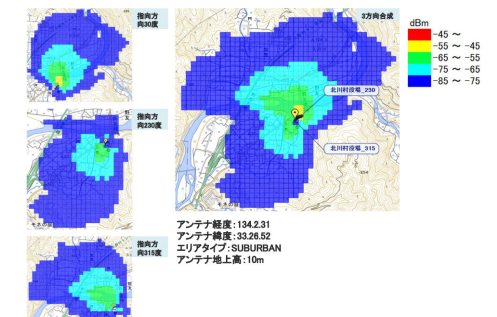 指向方
向30度
3方向合成
dBm
-45 ～
-55 ～ -45
-65 ～ -55
-75 ～ -65
-85 ～ -75
北川村役場_230
北川村役場_315
指向方
向230度
モネの庭
アンテナ経度：134.2.31
アンテナ緯度：33.26.52
エリアタイプ：SUBURBAN
アンテナ地上高：10m
指向方
向315度